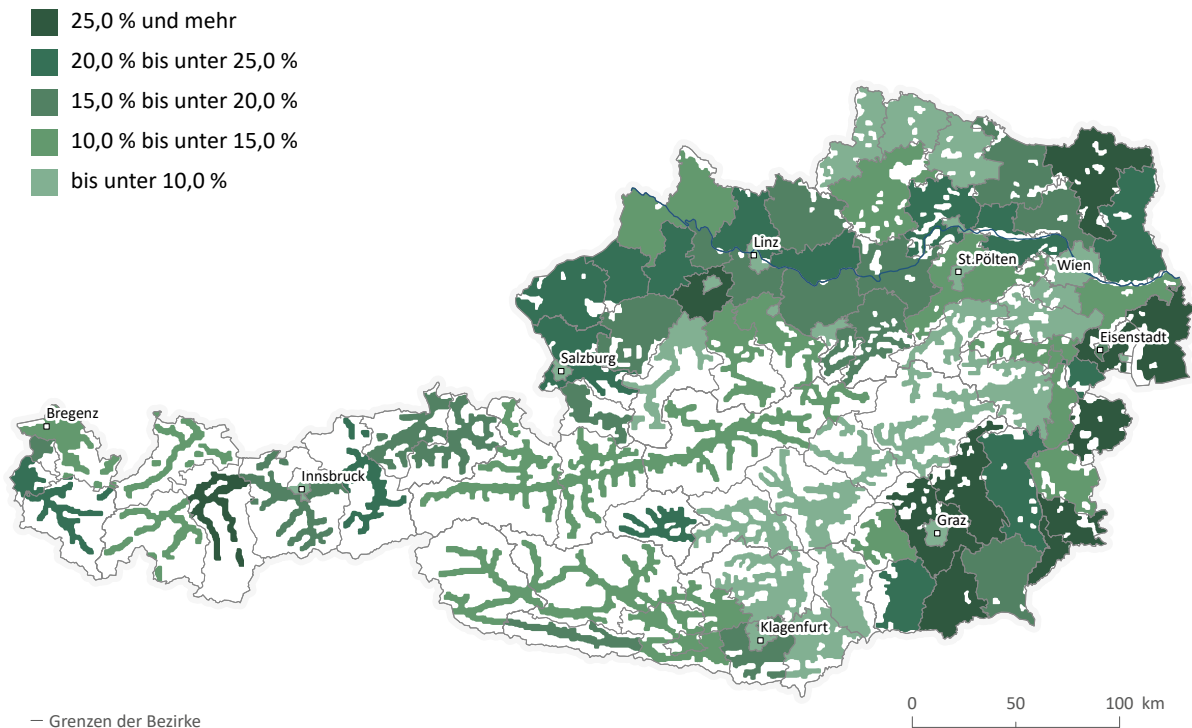 25,0 % und mehr
20,0 % bis unter 25,0 %
15,0 % bis unter 20,0 %
10,0 % bis unter 15,0 %
bis unter 10,0 %
Linz
St.Pölten
Wien
Eisenstadt
Salzburg
Bregenz
Innsbruck
Graz
Klagenfurt
0 50 100 km
— Grenzen der Bezirke